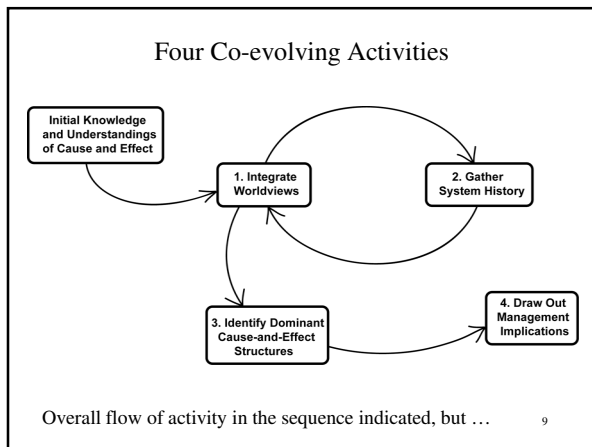 Four Co-evolving Activities
Initial Knowledge
and Understandings
of Cause and Effect
1. Integrate
Worldviews
2. Gather
System History
3. Identify Dominant
Cause-and-Effect
Structures
4. Draw Out
Management
Implications
Overall flow of activity in the sequence indicated, but …
9